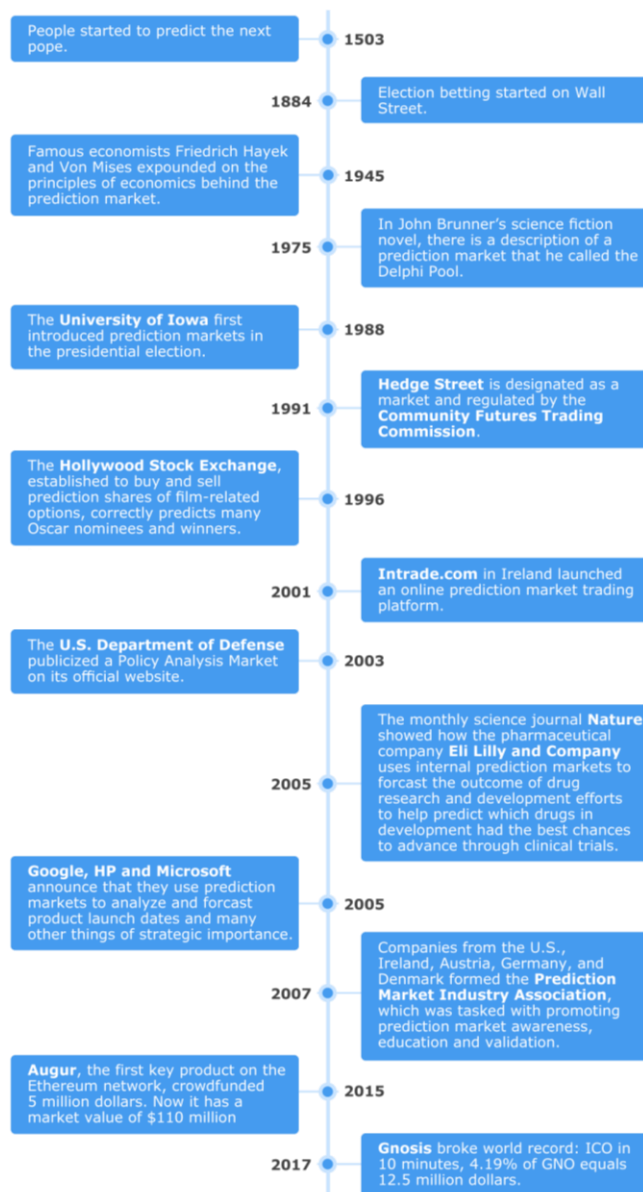 People started to predict the next
pope.
1503
1884
Election betting started on Wall
Street.
Famous economists Friedrich Hayek
and Von Mises expounded on the
principles of economics behind the
prediction market.
1945
1975
In John Brunner's science fiction
novel, there is a description of a
prediction market that he called the
Delphi Pool.
The University of Iowa first
introduced prediction markets in
the presidential election.
1988
1991
Hedge Street is designated as a
market and regulated by the
Community Futures Trading
Commission.
The Hollywood Stock Exchange,
established to buy and sell
prediction shares of film-related
options, correctly predicts many
Oscar nominees and winners.
1996
2001
Intrade.com in Ireland launched
an online prediction market trading
platform.
The U.S. Department of Defense
publicized a Policy Analysis Market
on its official website.
2003
2005
The monthly science journal Nature
showed how the pharmaceutical
company Eli Lilly and Company
uses internal prediction markets to
forcast the outcome of drug
research and development efforts
to help predict which drugs in
development had the best chances
to advance through clinical trials.
Google, HP and Microsoft
announce that they use prediction
markets to analyze and forcast
product launch dates and many
other things of strategic importance.
2005
2007
Companies from the U.S.,
Ireland, Austria, Germany, and
Denmark formed the Prediction
Market Industry Association,
which was tasked with promoting
prediction market awareness,
education and validation.
Augur, the first key product on the
Ethereum network, crowdfunded
5 million dollars. Now it has a
market value of $110 million
2015
2017
Gnosis broke world record: ICO in
10 minutes, 4.19% of GNO equals
12.5 million dollars.